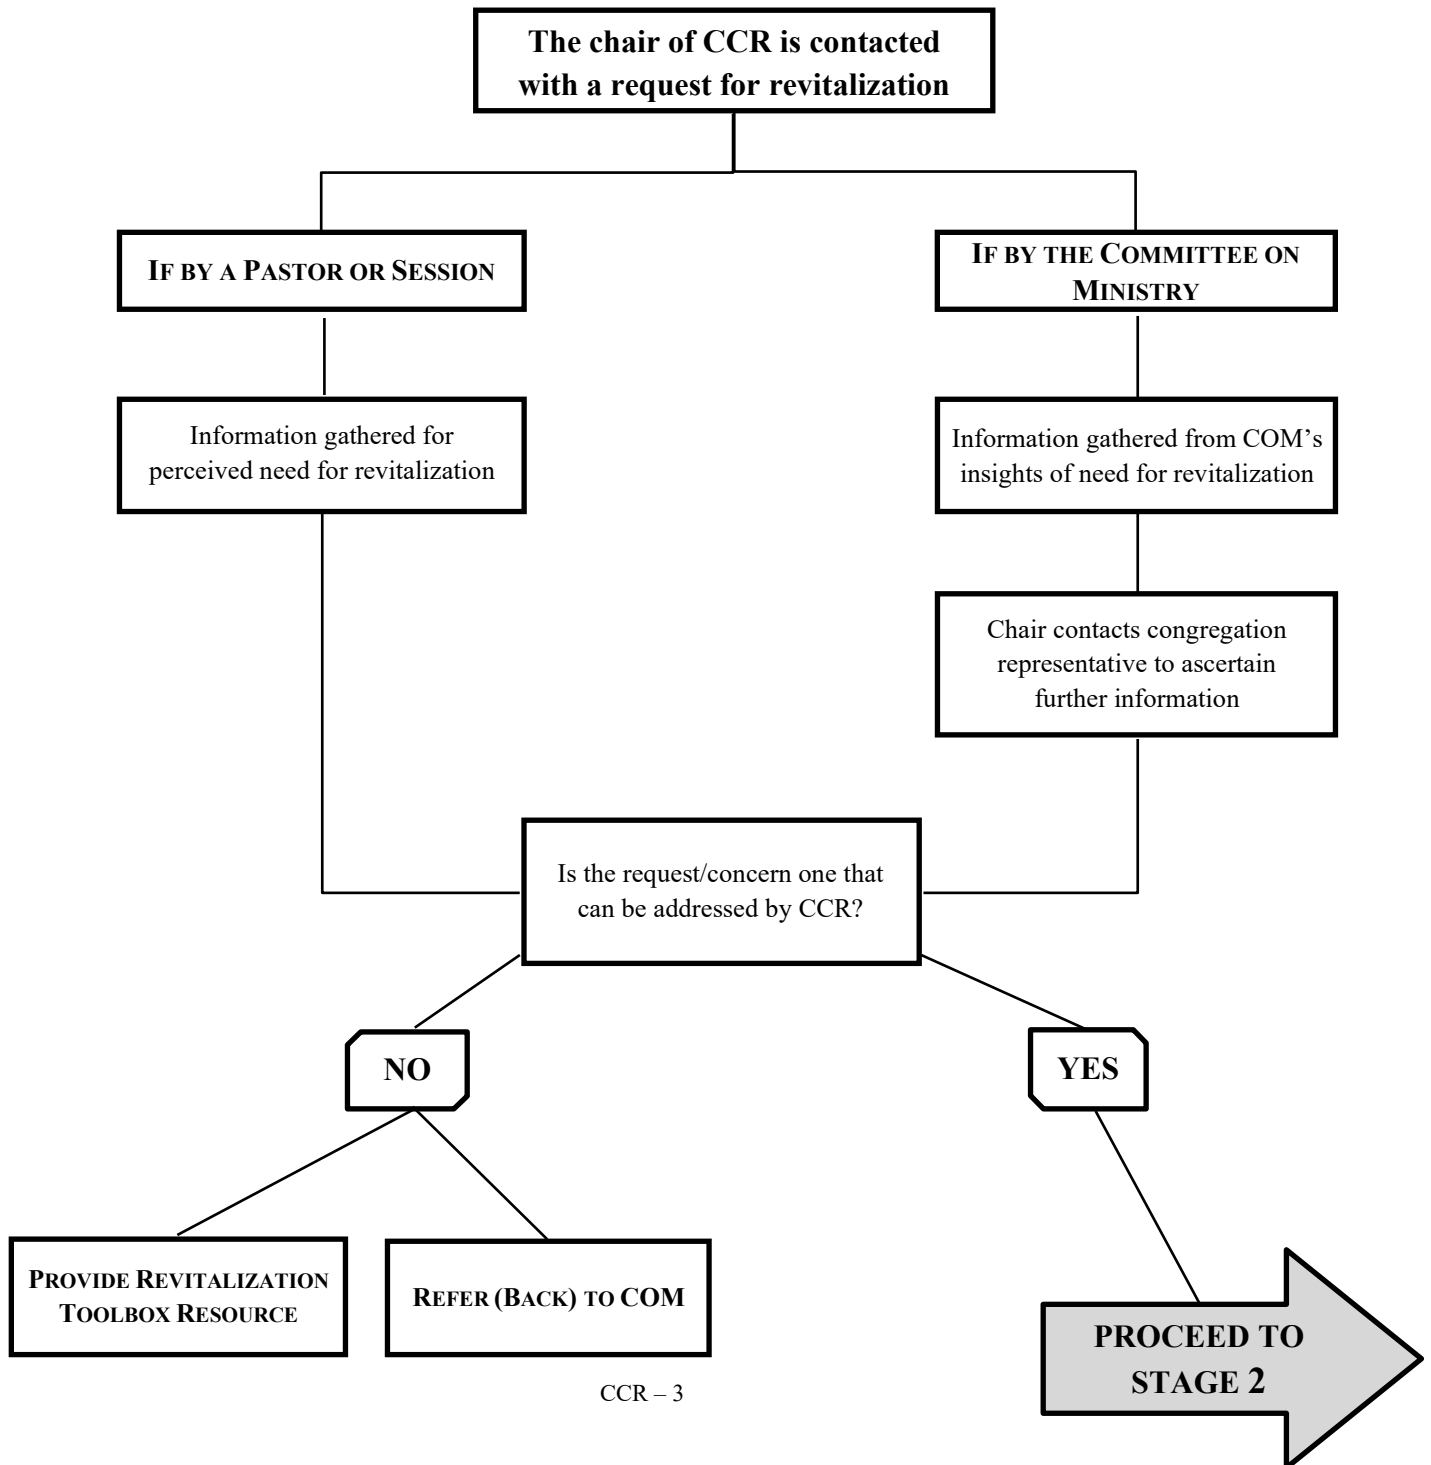 The chair of CCR is contacted
with a request for revitalization
IF BY A PASTOR OR SESSION
IF BY THE COMMITTEE ON
MINISTRY
Information gathered for
perceived need for revitalization
Information gathered from COM’s
insights of need for revitalization
Chair contacts congregation
representative to ascertain
further information
Is the request/concern one that
can be addressed by CCR?
NO
YES
PROVIDE REVITALIZATION
TOOLBOX RESOURCE
REFER (BACK) TO COM
PROCEED TO
STAGE 2
CCR – 3